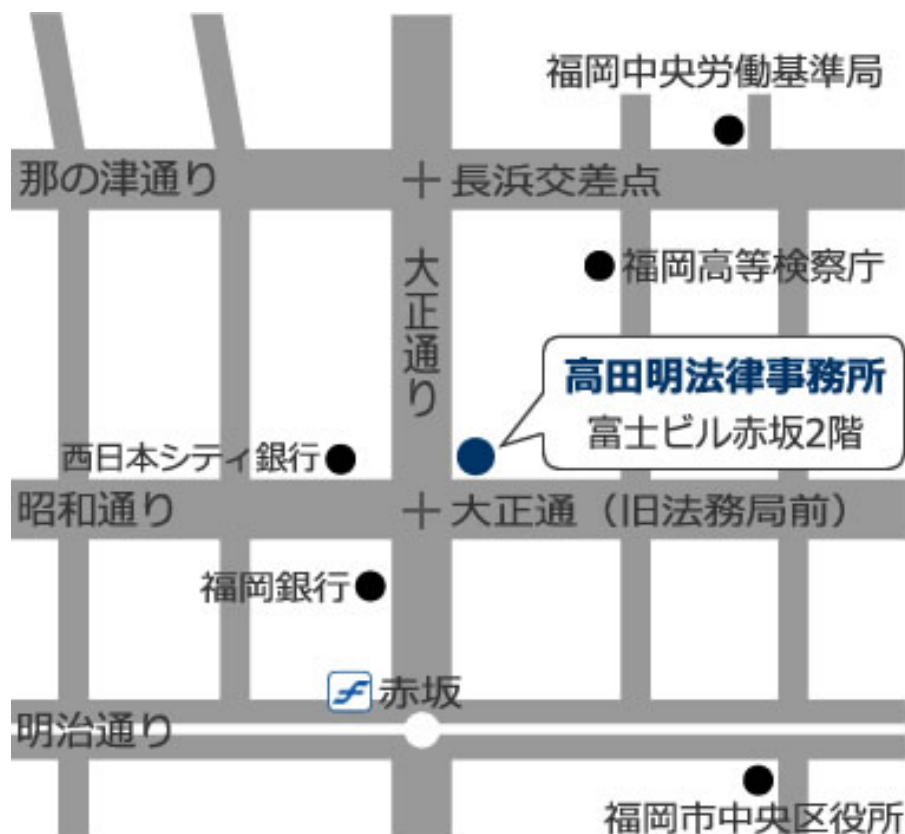 福岡中央労働基準局
那の津通り
長浜交差点
大正通り
福岡高等検察庁
高田明法律事務所
富士ビル赤坂2階
西日本シティ銀行
昭和通り
大正通（旧法務局前）
福岡銀行
赤坂
明治通り
福岡市中央区役所